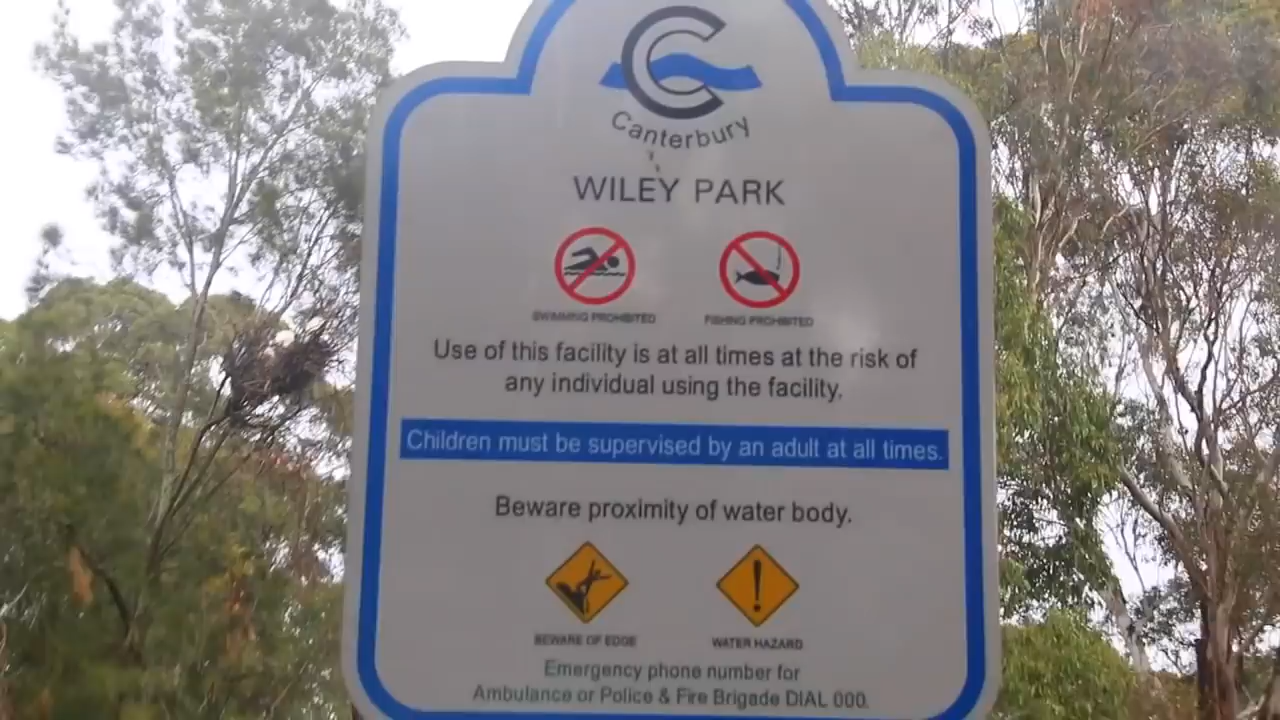 Canterbury
WILEY PARK
SWIMMING PROHIBITED FISHING PROHIBITED
Use of this facility is at all times at the risk of
any individual using the facility.
Children must be supervised by an adult at all times.
Beware proximity of water body.
BEWARE OF EDGE WATER HAZARD
Emergency phone number for
Ambulance or Police & Fire Brigade DIAL 000.